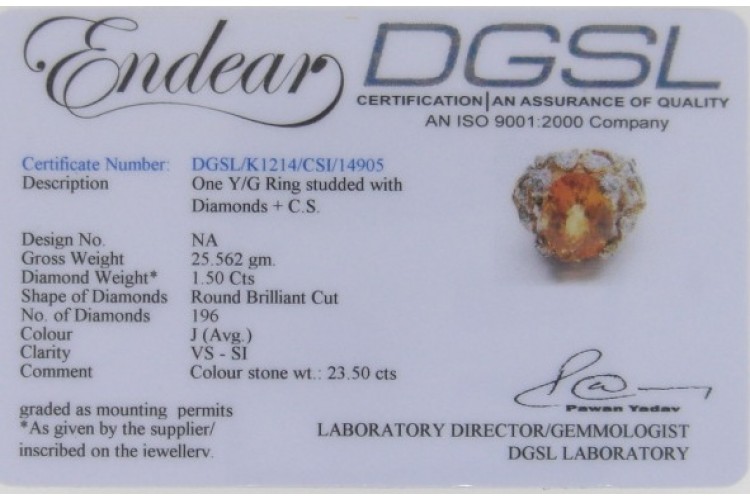 Endear
DGSL
CERTIFICATION|AN ASSURANCE OF QUALITY
AN ISO 9001:2000 Company
Certificate Number: DGSL/K1214/CSI/14905
Description One Y/G Ring studded with
Diamonds + C.S.
Design No. NA
Gross Weight 25.562 gm.
Diamond Weight* 1.50 Cts
Shape of Diamonds Round Brilliant Cut
No. of Diamonds 196
Colour J (Avg.)
Clarity VS - SI
Comment Colour stone wt.: 23.50 cts
graded as mounting permits
*As given by the supplier/
inscribed on the jewellery.
Pawan Yadav
LABORATORY DIRECTOR/GEMMOLOGIST
DGSL LABORATORY